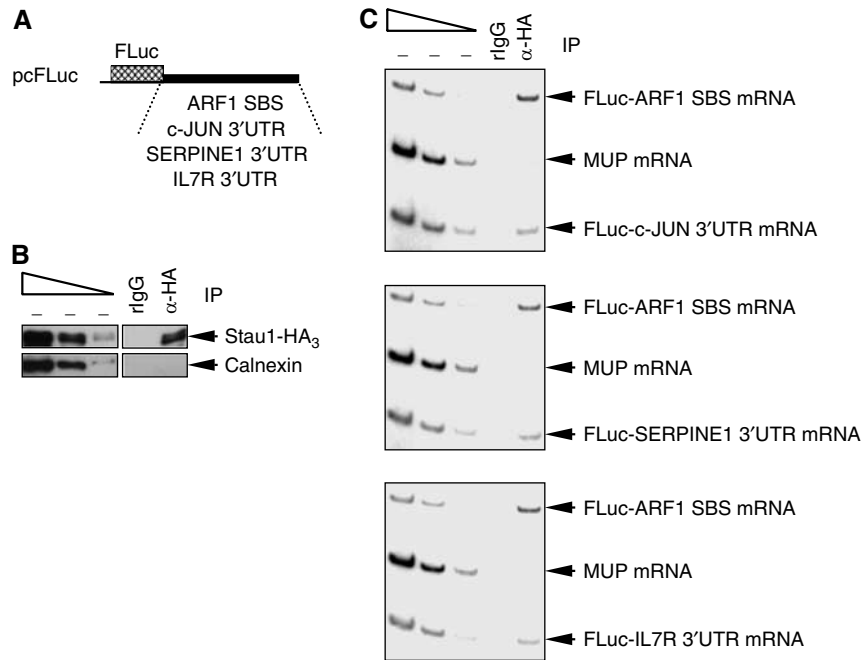 A
FLuc
pcFLuc
ARF1 SBS
c-JUN 3′UTR
SERPINE1 3′UTR
IL7R 3′UTR
B
rIgG
α-HA
IP
– – –
Stau1-HA3
Calnexin
C
rIgG
α-HA
IP
– – –
FLuc-ARF1 SBS mRNA
MUP mRNA
FLuc-c-JUN 3′UTR mRNA
FLuc-ARF1 SBS mRNA
MUP mRNA
FLuc-SERPINE1 3′UTR mRNA
FLuc-ARF1 SBS mRNA
MUP mRNA
FLuc-IL7R 3′UTR mRNA